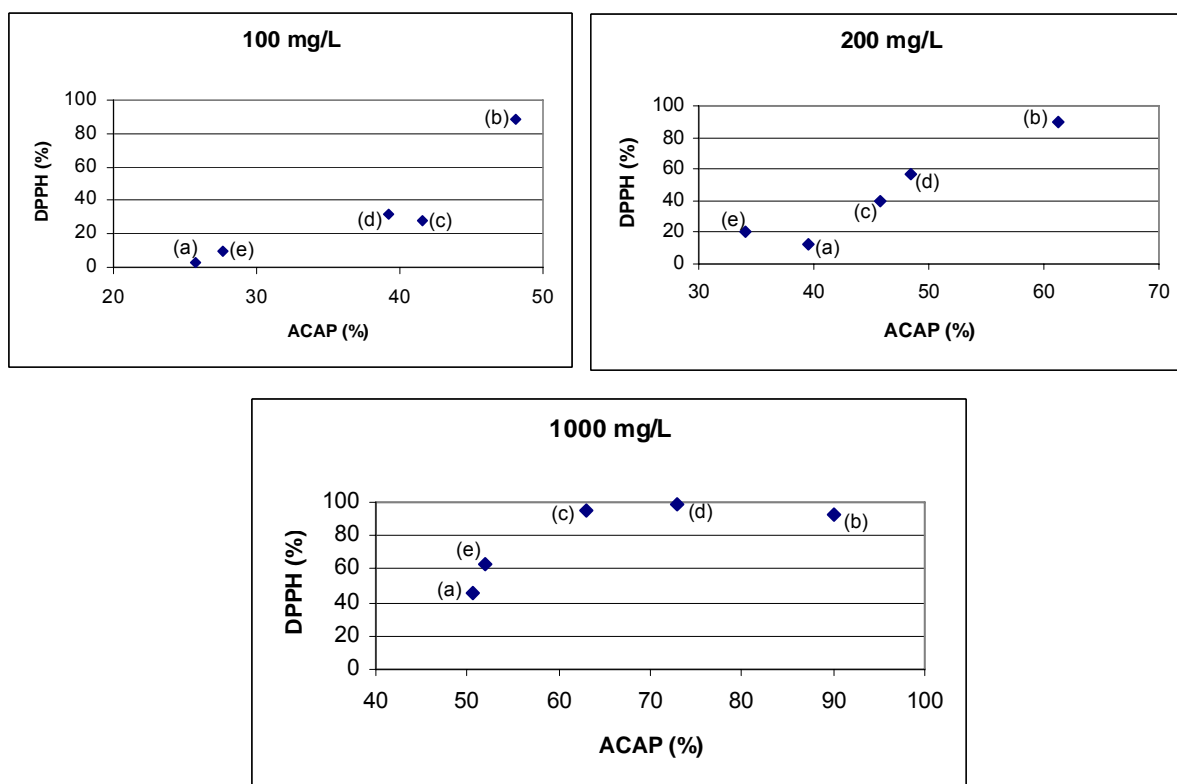 100 mg/L
100
80
60
40
20
0
DPPH (%)
(b)
(d)
(c)
(a)
(e)
20 30 40 50
ACAP (%)
200 mg/L
100
80
60
40
20
0
DPPH (%)
(b)
(d)
(c)
(e)
(a)
30 40 50 60 70
ACAP (%)
1000 mg/L
100
80
60
40
20
0
DPPH (%)
(c)
(d)
(b)
(e)
(a)
40 50 60 70 80 90 100
ACAP (%)